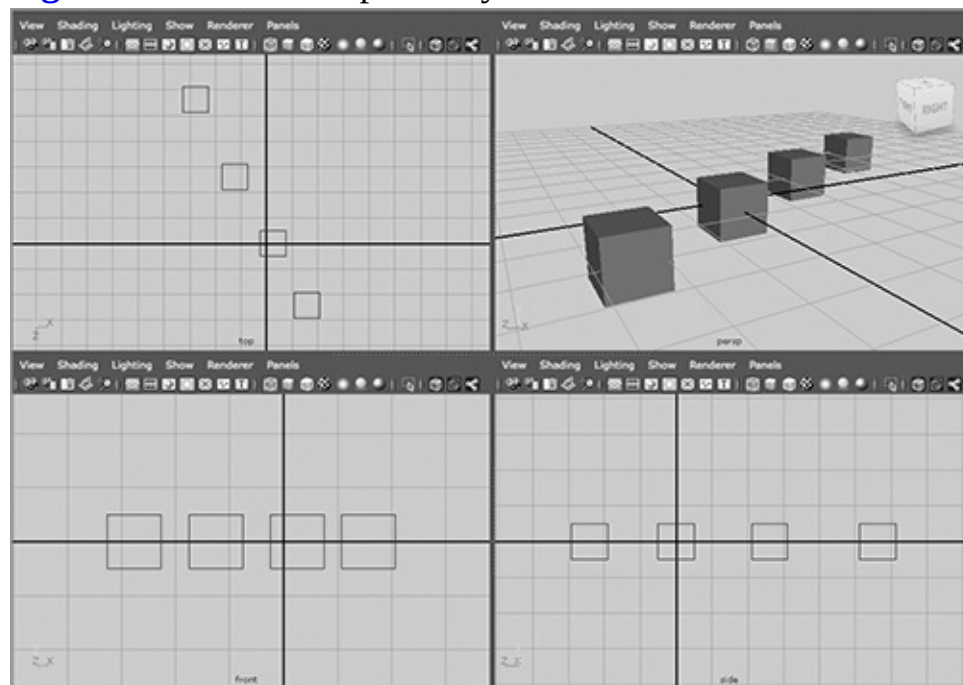 View Shading Lighting Show Renderer Panels
View Shading Lighting Show Renderer Panels
RIGHT
top
persp
View Shading Lighting Show Renderer Panels
View Shading Lighting Show Renderer Panels
Z X
front
side